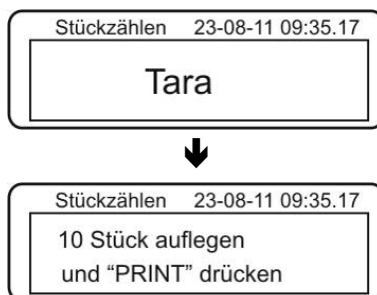 Stückzählen 23-08-11 09:35.17
Tara
Stückzählen 23-08-11 09:35.17
10 Stück auflegen
und “PRINT” drücken